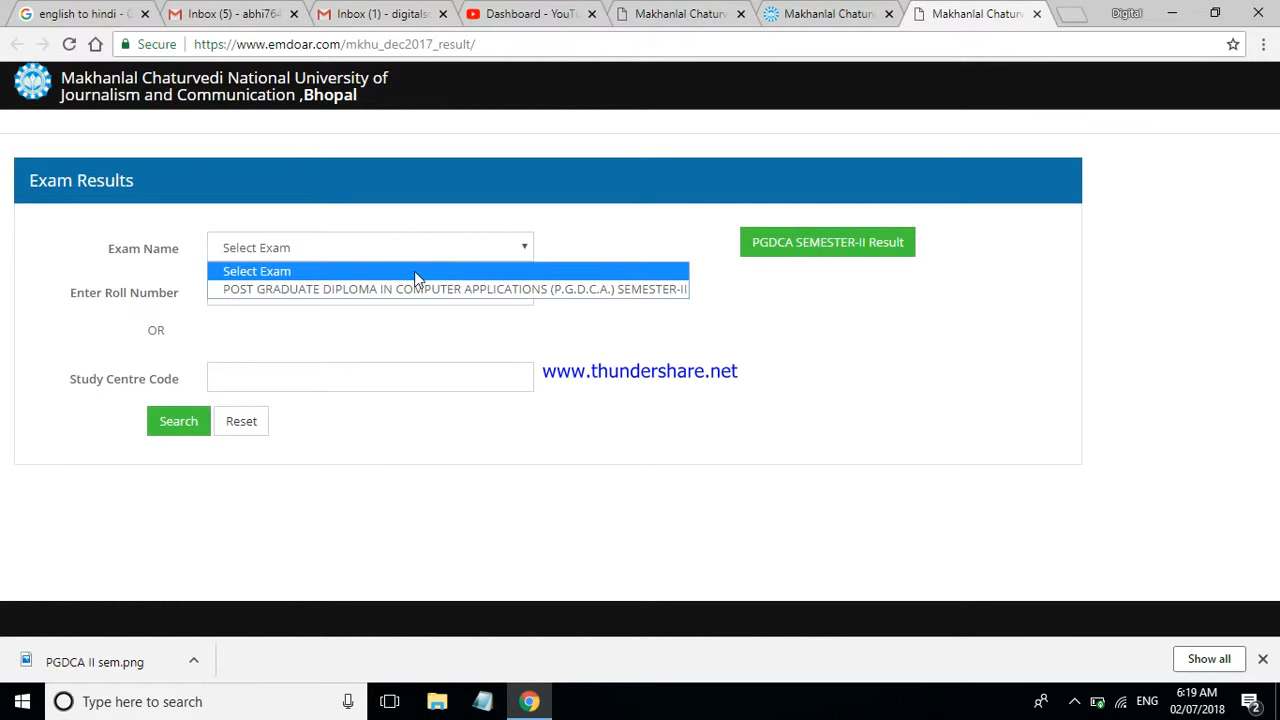 english to hindi - G
Inbox (5) - abhi764
Inbox (1) - digitals
Dashboard - YouTu
Makhanlal Chatur
Makhanlal Chatur
Makhanlal Chatur
Digital
Secure
https://www.emdoar.com/mkhu_dec2017_result/
Makhanlal Chaturvedi National University of
Journalism and Communication ,Bhopal
Exam Results
Exam Name
Select Exam
PGDCA SEMESTER-II Result
Select Exam
POST GRADUATE DIPLOMA IN COMPUTER APPLICATIONS (P.G.D.C.A.) SEMESTER-II
Enter Roll Number
OR
Study Centre Code
www.thundershare.net
Search
Reset
PGDCA II sem.png
Show all
Type here to search
ENG
6:19 AM
02/07/2018
2